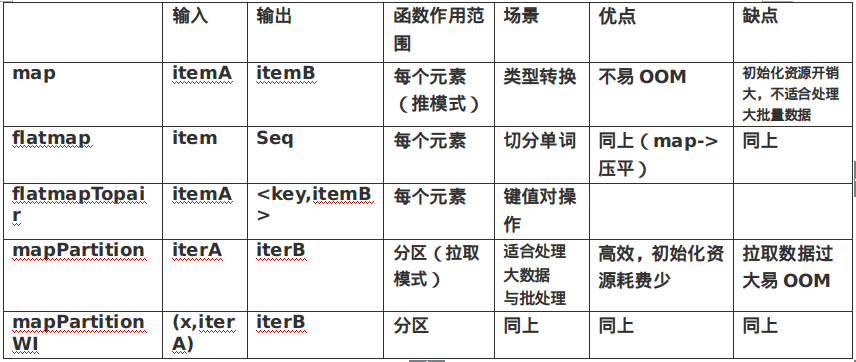 输入 输出 函数作用范围 场景 优点 缺点
map itemA itemB 每个元素（推模式） 类型转换 不易 OOM 初始化资源开销大，不适合处理大批量数据
flatmap item Seq 每个元素 切分单词 同上（map->压平） 同上
flatmapTopair itemA <key,itemB> 每个元素 键值对操作
mapPartition iterA iterB 分区（拉取模式） 适合处理大数据与批处理 高效，初始化资源耗费少 拉取数据过大易 OOM
mapPartitionWI (x,iterA) iterB 分区 同上 同上 同上